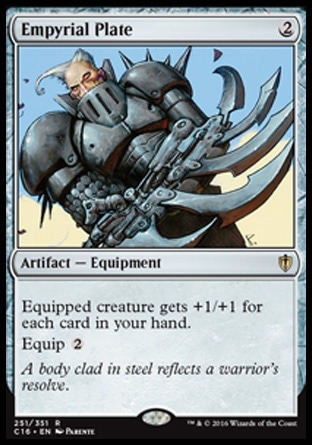 Empyrial Plate 2
Artifact — Equipment
Equipped creature gets +1/+1 for
each card in your hand.
Equip 2
A body clad in steel reflects a warrior's
resolve.
251/351 R
C16 • EN Parente
™ & © 2016 Wizards of the Coast